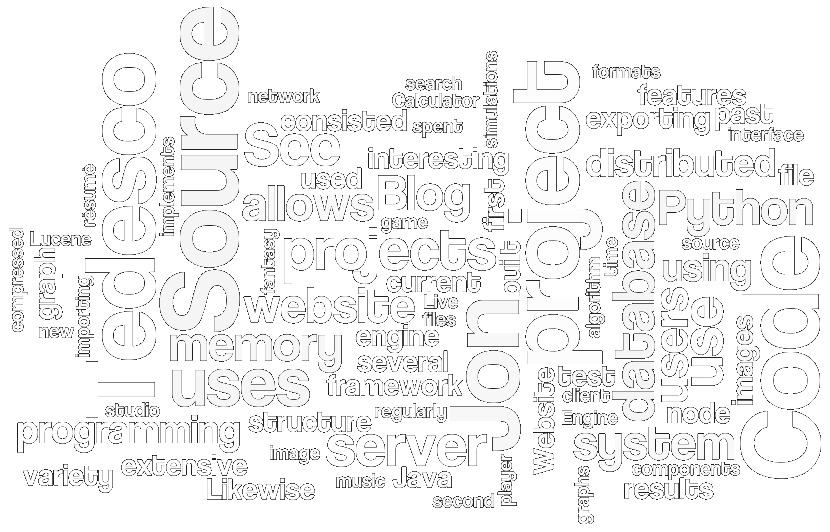 formats
search
simulations
network
Calculator
features
Source
Tedesco
project
exporting
past
consisted
spent
interface
See
implements
interesting
distributed
file
résumé
used
first
allows
Blog
Python
game
database
compressed
Lucene
projects
source
fantasy
built
time
Code
graph
using
importing
current
algorithm
website
Live
files
users
use
new
engine
memory
Jon
images
several
test
uses
framework
Website
client
studio
regularly
Engine
node
structure
programming
server
system
image
extensive
components
variety
music
Java
player
graphs
results
Likewise
second